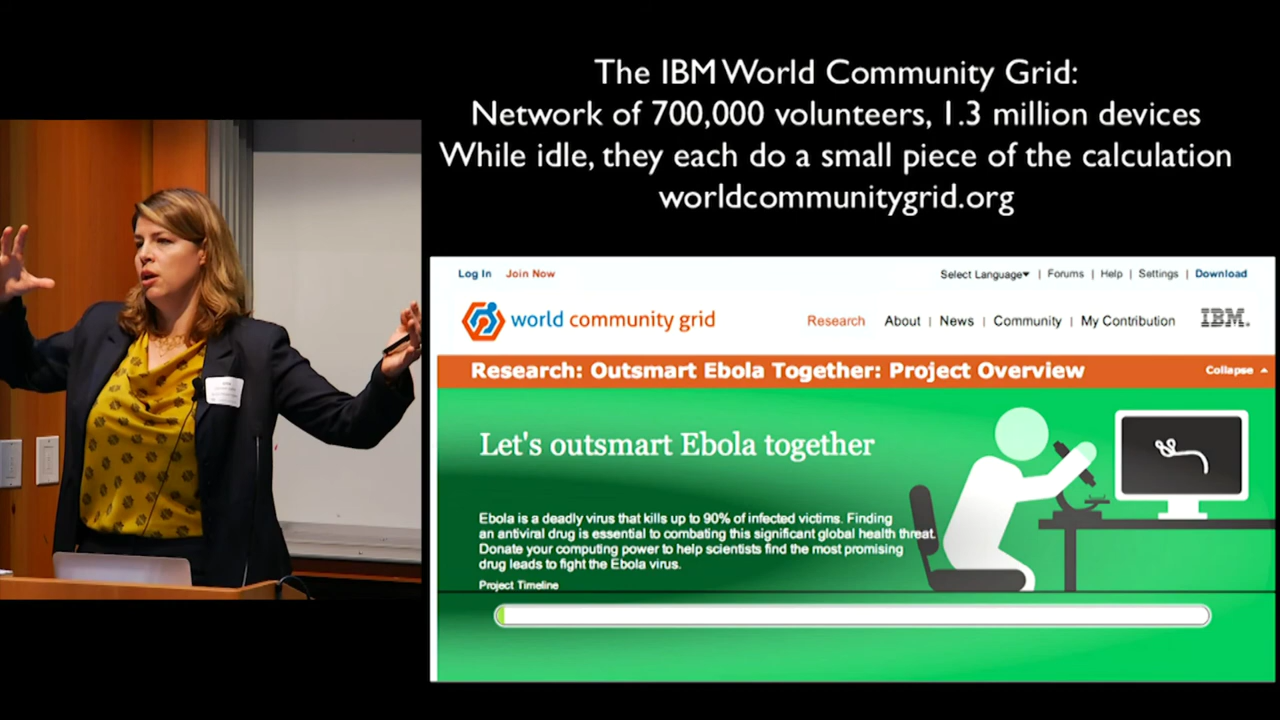 The IBM World Community Grid:
Network of 700,000 volunteers, 1.3 million devices
While idle, they each do a small piece of the calculation
worldcommunitygrid.org
Log In Join Now
Select Language▾ | Forums | Help | Settings | Download
world community grid
Research About | News | Community | My Contribution IBM.
Research: Outsmart Ebola Together: Project Overview
Collapse
Let's outsmart Ebola together
Ebola is a deadly virus that kills up to 90% of infected victims. Finding
an antiviral drug is essential to combating this significant global health threat.
Donate your computing power to help scientists find the most promising
drug leads to fight the Ebola virus.
Project Timeline